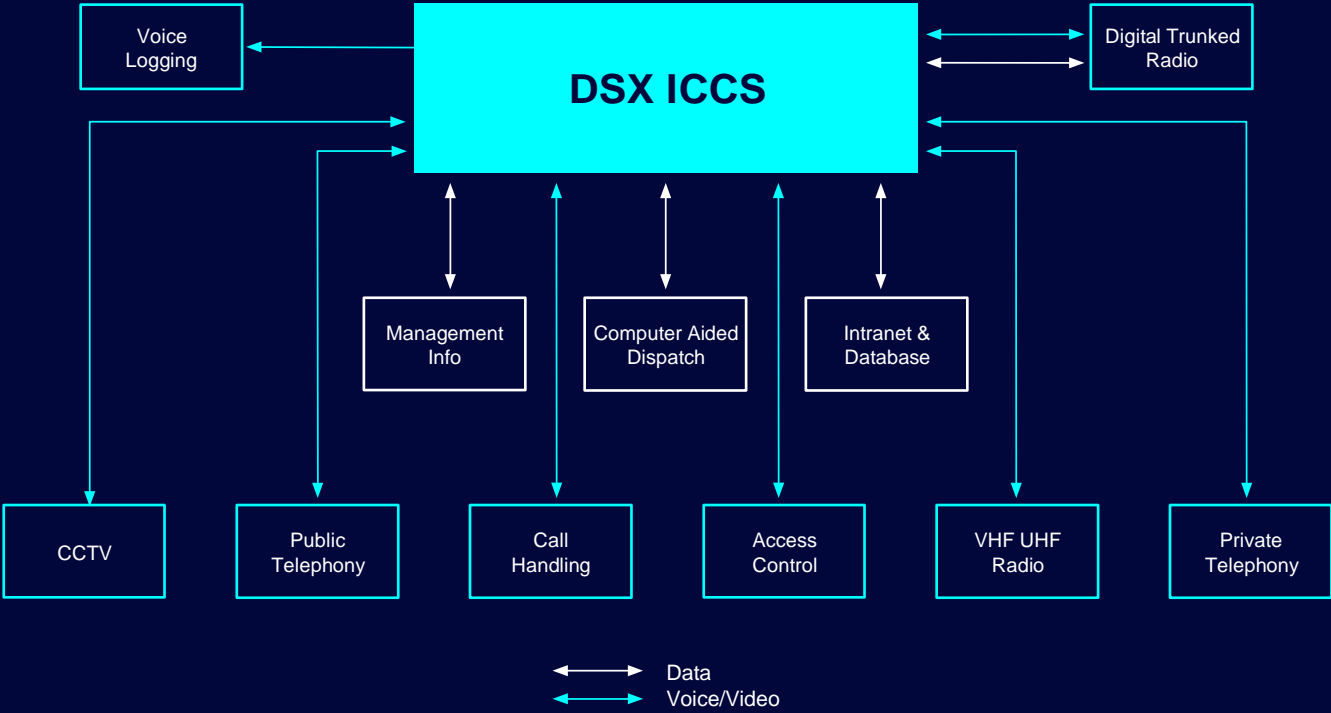 Voice
Logging
DSX ICCS
Digital Trunked
Radio
Management
Info
Computer Aided
Dispatch
Intranet &
Database
CCTV
Public
Telephony
Call
Handling
Access
Control
VHF UHF
Radio
Private
Telephony
Data
Voice/Video